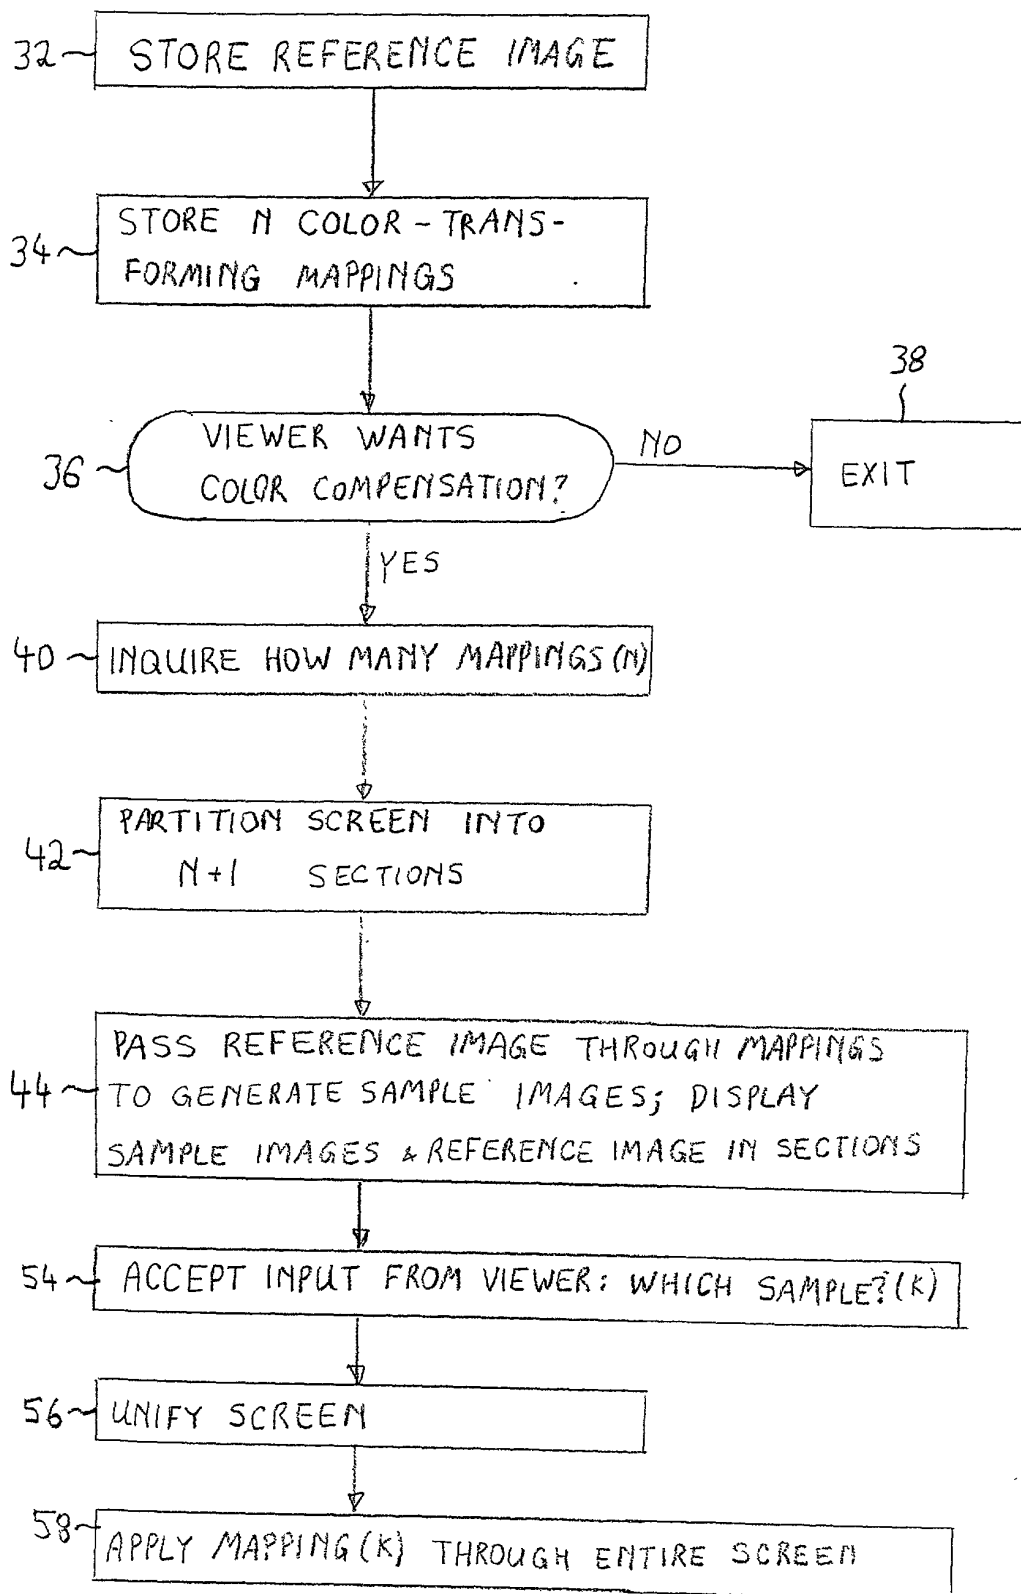 32 STORE REFERENCE IMAGE
STORE N COLOR-TRANS-
34 FORMING MAPPINGS
38
VIEWER WANTS
NO
36 COLOR COMPENSATION?
EXIT
YES
40 INQUIRE HOW MANY MAPPINGS (N)
PARTITION SCREEN INTO
42 N+1 SECTIONS
PASS REFERENCE IMAGE THROUGH MAPPINGS
44 TO GENERATE SAMPLE IMAGES; DISPLAY
SAMPLE IMAGES & REFERENCE IMAGE IN SECTIONS
54 ACCEPT INPUT FROM VIEWER: WHICH SAMPLE? (K)
56 UNIFY SCREEN
58 APPLY MAPPING (K) THROUGH ENTIRE SCREEN